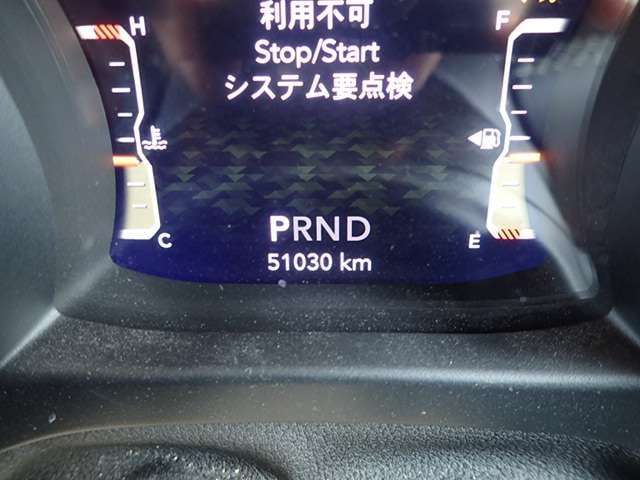 利用不可
Stop/Start
システム要点検
H
F
C
E
PRND
51030 km